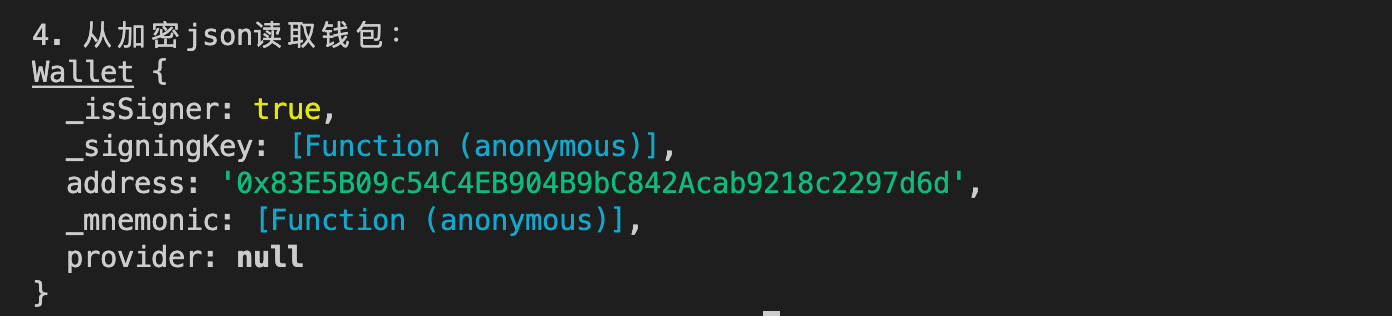 4. 从加密json读取钱包：
Wallet {
  _isSigner: true,
  _signingKey: [Function (anonymous)],
  address: '0x83E5B09c54C4EB904B9bC842Acab9218c2297d6d',
  _mnemonic: [Function (anonymous)],
  provider: null
}